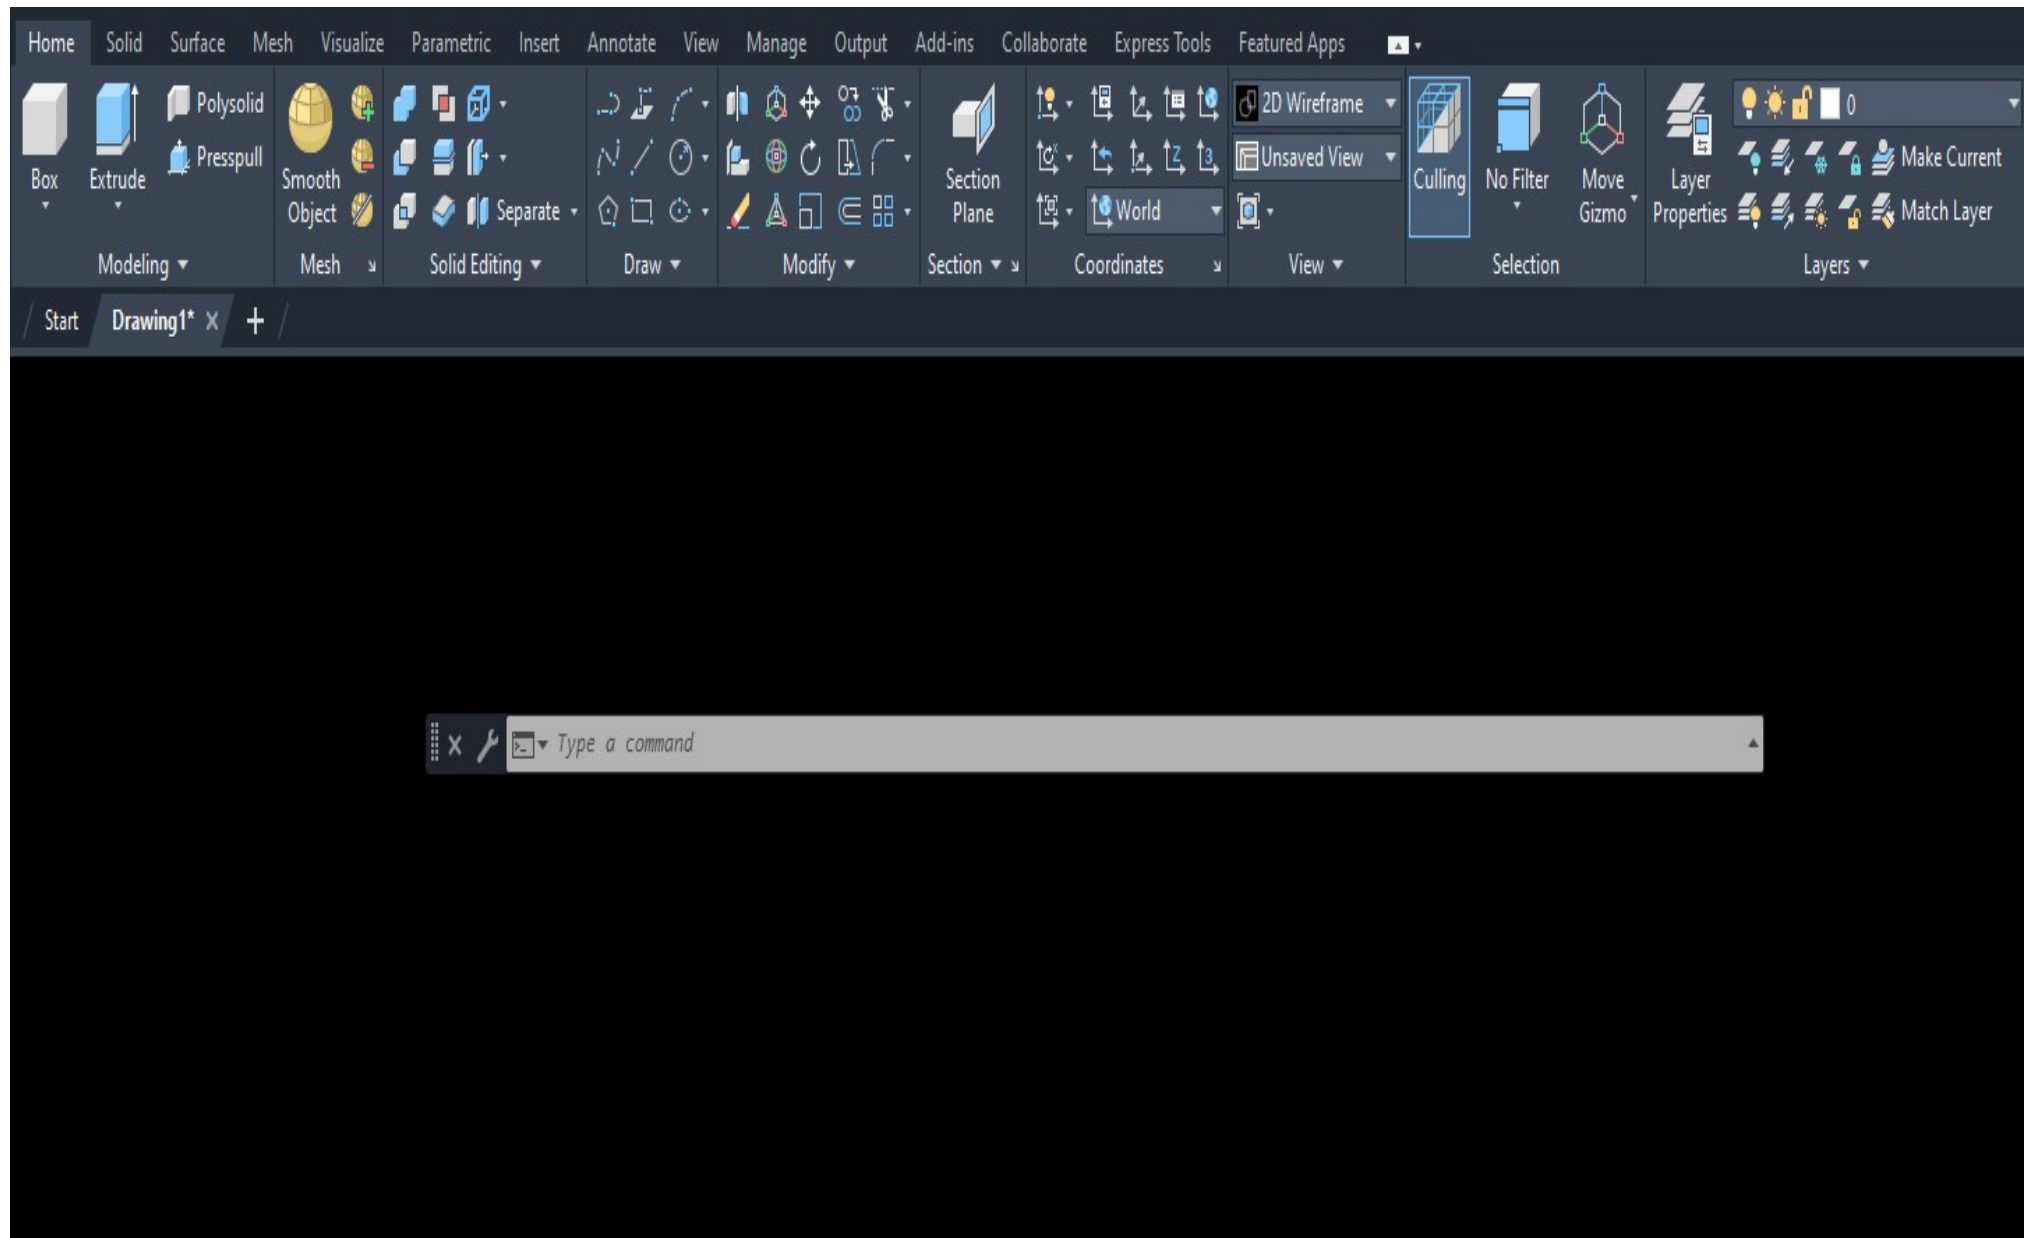 Home Solid Surface Mesh Visualize Parametric Insert Annotate View Manage Output Add-ins Collaborate Express Tools Featured Apps
Polysolid
Presspull
Box
Extrude
Smooth
Object
Separate
Section
Plane
World
2D Wireframe
Unsaved View
Culling
No Filter
Move
Gizmo
Layer
Properties
0
Make Current
Match Layer
Modeling
Mesh
Solid Editing
Draw
Modify
Section
Coordinates
View
Selection
Layers
Start Drawing1*
Type a command